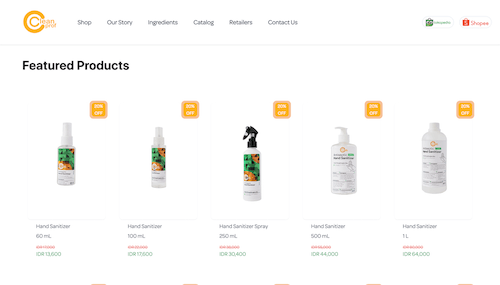 Clean
prof
Shop
Our Story
Ingredients
Catalog
Retailers
Contact Us
tokopedia
Shopee
Featured Products
20%
OFF
20%
OFF
20%
OFF
20%
OFF
20%
OFF
Hand Sanitizer
60 mL
IDR 17,000
IDR 13,600
Hand Sanitizer
100 mL
IDR 22,000
IDR 17,600
Hand Sanitizer Spray
250 mL
IDR 38,000
IDR 30,400
Hand Sanitizer
500 mL
IDR 55,000
IDR 44,000
Hand Sanitizer
1 L
IDR 80,000
IDR 64,000